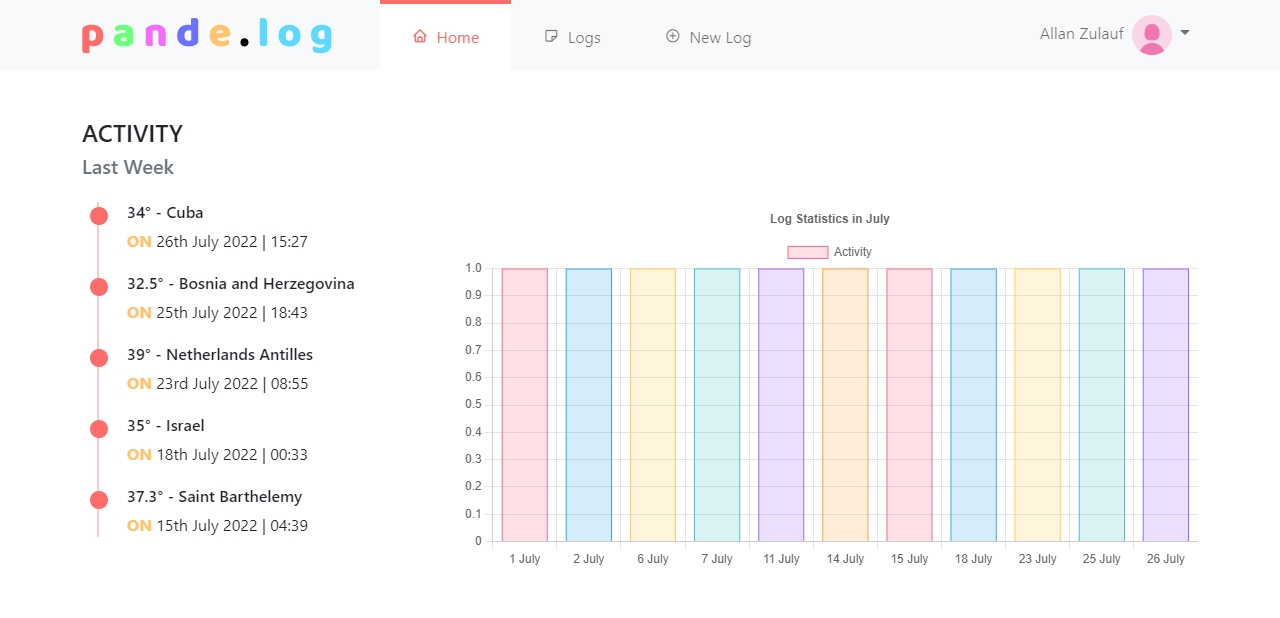 pande.log
Home
Logs
New Log
Allan Zulauf
ACTIVITY
Last Week
34° - Cuba
ON 26th July 2022 | 15:27
32.5° - Bosnia and Herzegovina
ON 25th July 2022 | 18:43
39° - Netherlands Antilles
ON 23rd July 2022 | 08:55
35° - Israel
ON 18th July 2022 | 00:33
37.3° - Saint Barthelemy
ON 15th July 2022 | 04:39
Log Statistics in July
Activity
1.0
0.9
0.8
0.7
0.6
0.5
0.4
0.3
0.2
0.1
0
1 July 2 July 6 July 7 July 11 July 14 July 15 July 18 July 23 July 25 July 26 July